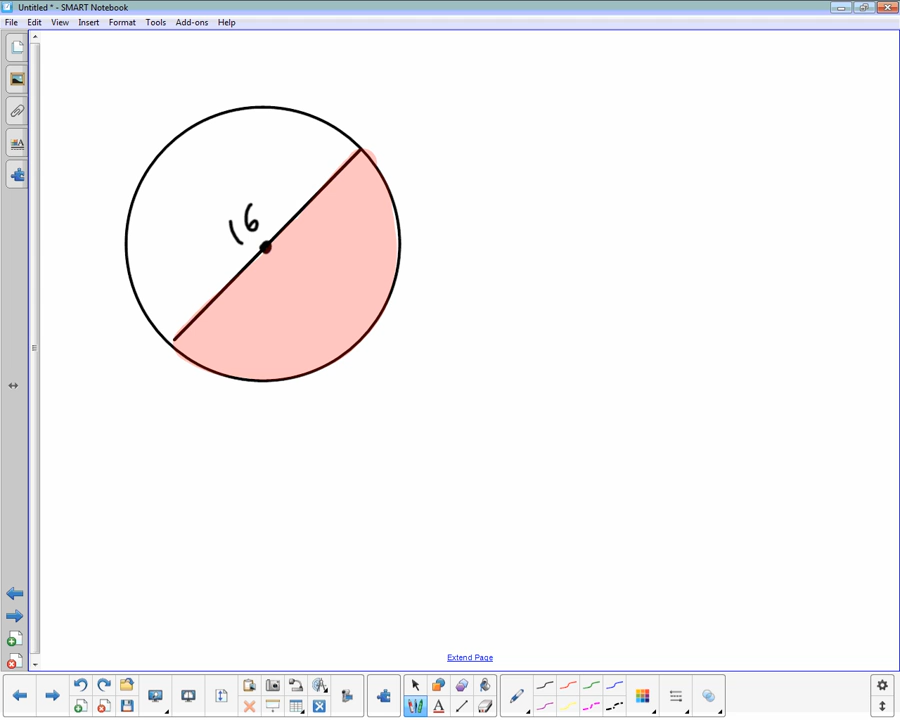 Untitled * - SMART Notebook
File Edit View Insert Format Tools Add-ons Help
16
Extend Page